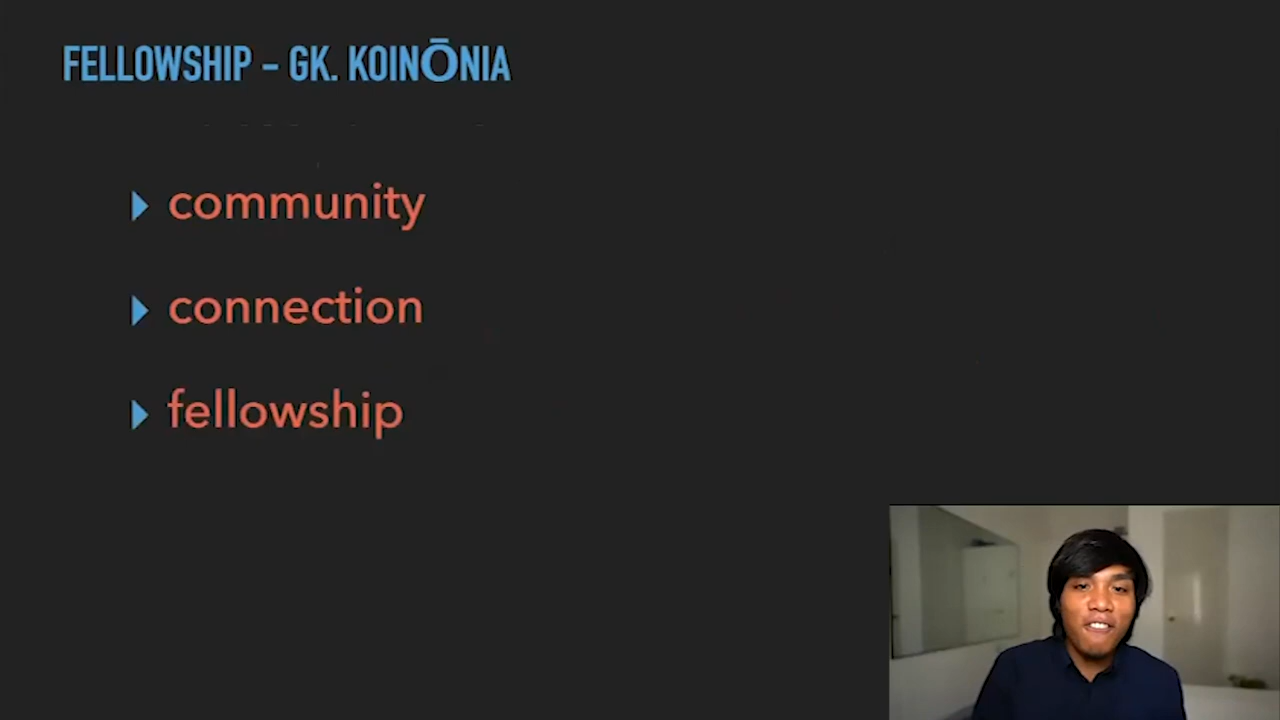 FELLOWSHIP – GK. KOINŌNIA
community
connection
fellowship